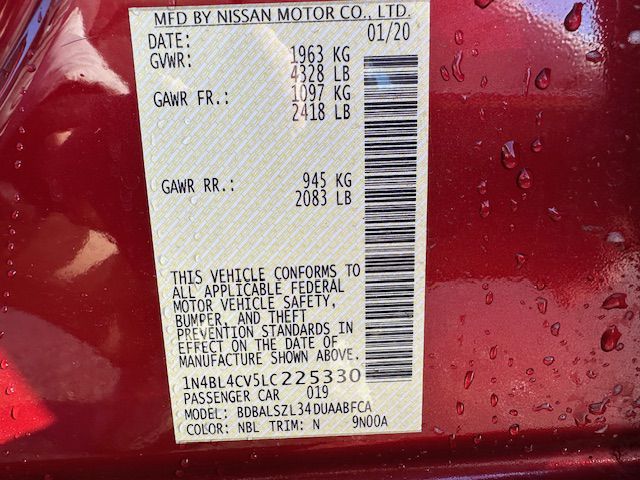 MFD BY NISSAN MOTOR CO., LTD.
DATE: 01/20
GVWR: 1963 KG
4328 LB
GAWR FR.: 1097 KG
2418 LB
GAWR RR.: 945 KG
2083 LB
THIS VEHICLE CONFORMS TO
ALL APPLICABLE FEDERAL
MOTOR VEHICLE SAFETY,
BUMPER, AND THEFT
PREVENTION STANDARDS IN
EFFECT ON THE DATE OF
MANUFACTURE SHOWN ABOVE.
1N4BL4CV5LC225330
PASSENGER CAR 019
MODEL: BDBALSZL34DUAABFCA
COLOR: NBL TRIM: N 9N00A